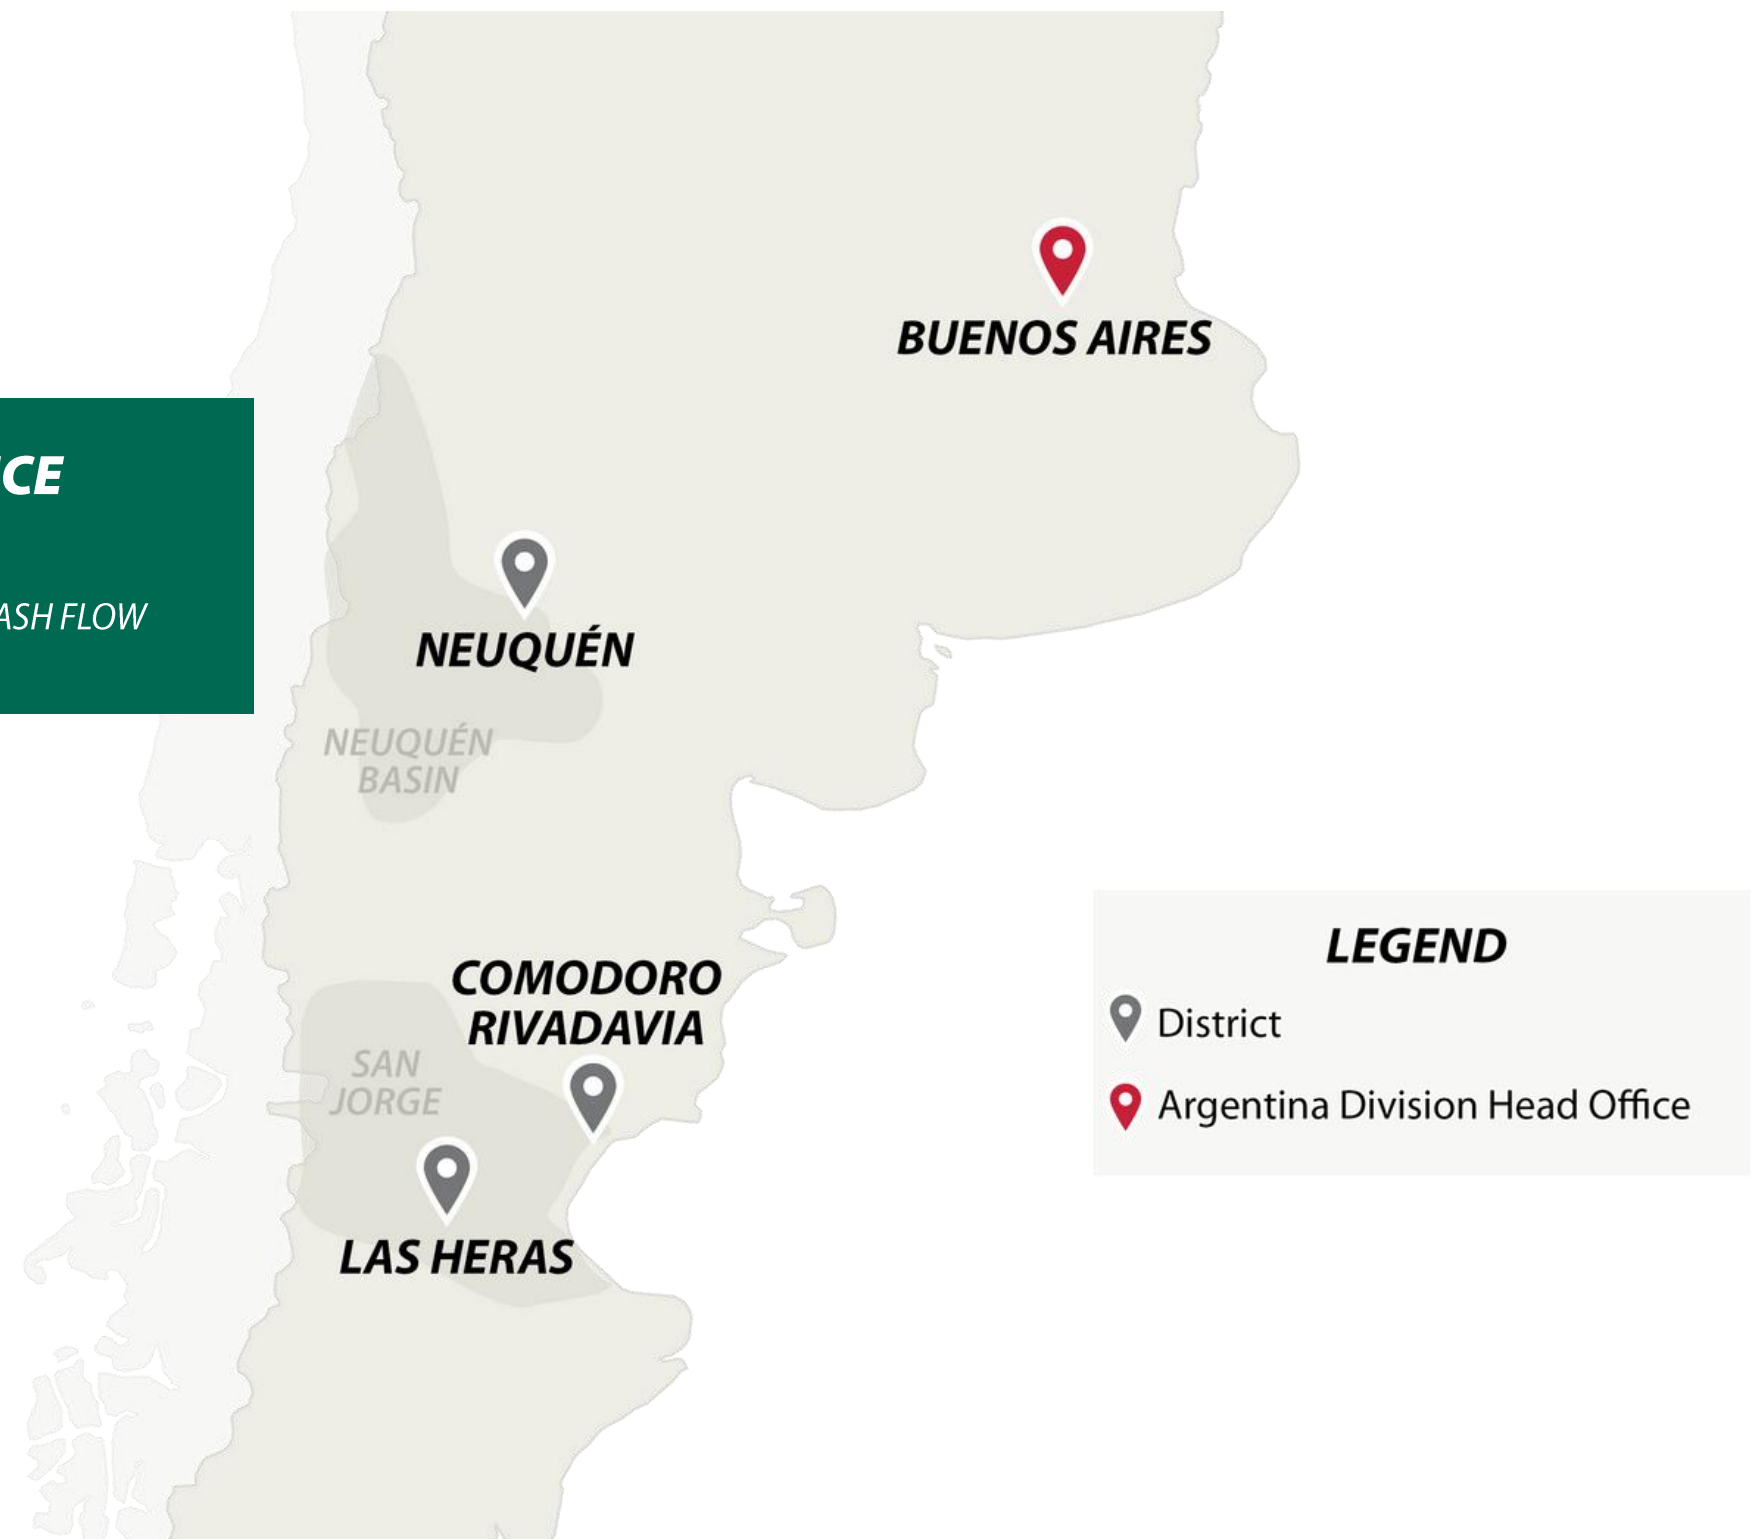 BUENOS AIRES
CE
ASH FLOW
NEUQUÉN
NEUQUÉN
BASIN
COMODORO
RIVADAVIA
SAN
JORGE
LAS HERAS
LEGEND
District
Argentina Division Head Office